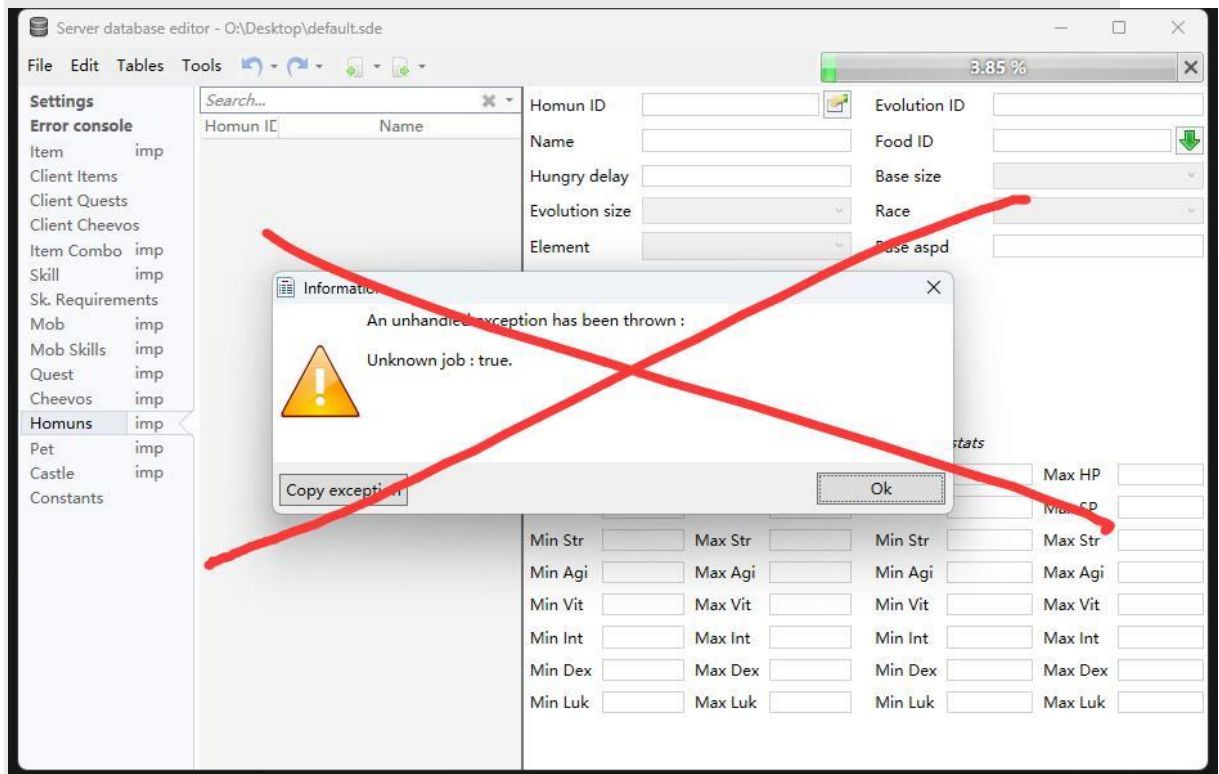 Server database editor - O:\Desktop\default.sde
File Edit Tables Tools
3.85 %
Settings
Error console
Item imp
Client Items
Client Quests
Client Cheevos
Item Combo imp
Skill imp
Sk. Requirements
Mob imp
Mob Skills imp
Quest imp
Cheevos imp
Homuns imp
Pet imp
Castle imp
Constants
Search...
Homun ID Name
Homun ID Evolution ID
Name Food ID
Hungry delay Base size
Evolution size Race
Element Base aspd
Information
An unhandled exception has been thrown :
Unknown job : true.
Copy exception Ok
stats
Max HP
Max SP
Min Str Max Str Min Str Max Str
Min Agi Max Agi Min Agi Max Agi
Min Vit Max Vit Min Vit Max Vit
Min Int Max Int Min Int Max Int
Min Dex Max Dex Min Dex Max Dex
Min Luk Max Luk Min Luk Max Luk